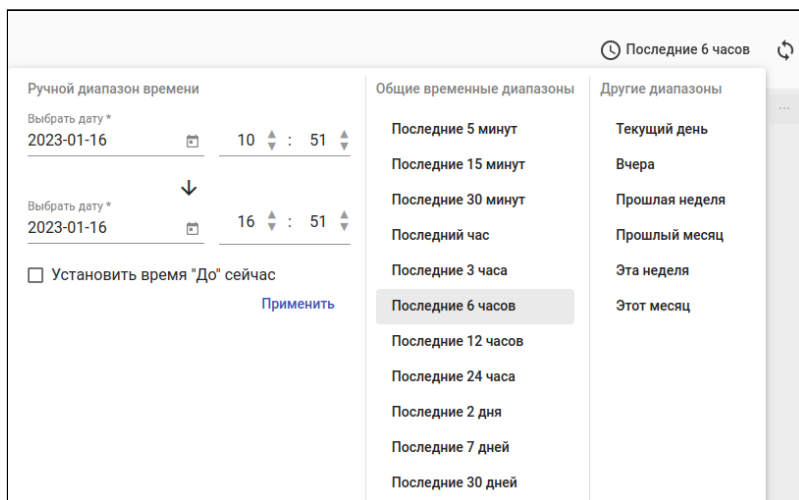 Последние 6 часов
Ручной диапазон времени
Выбрать дату *
2023-01-16 10 : 51
Выбрать дату *
2023-01-16 16 : 51
Установить время "До" сейчас
Применить
Общие временные диапазоны
Последние 5 минут
Последние 15 минут
Последние 30 минут
Последний час
Последние 3 часа
Последние 6 часов
Последние 12 часов
Последние 24 часа
Последние 2 дня
Последние 7 дней
Последние 30 дней
Другие диапазоны
Текущий день
Вчера
Прошлая неделя
Прошлый месяц
Эта неделя
Этот месяц
...